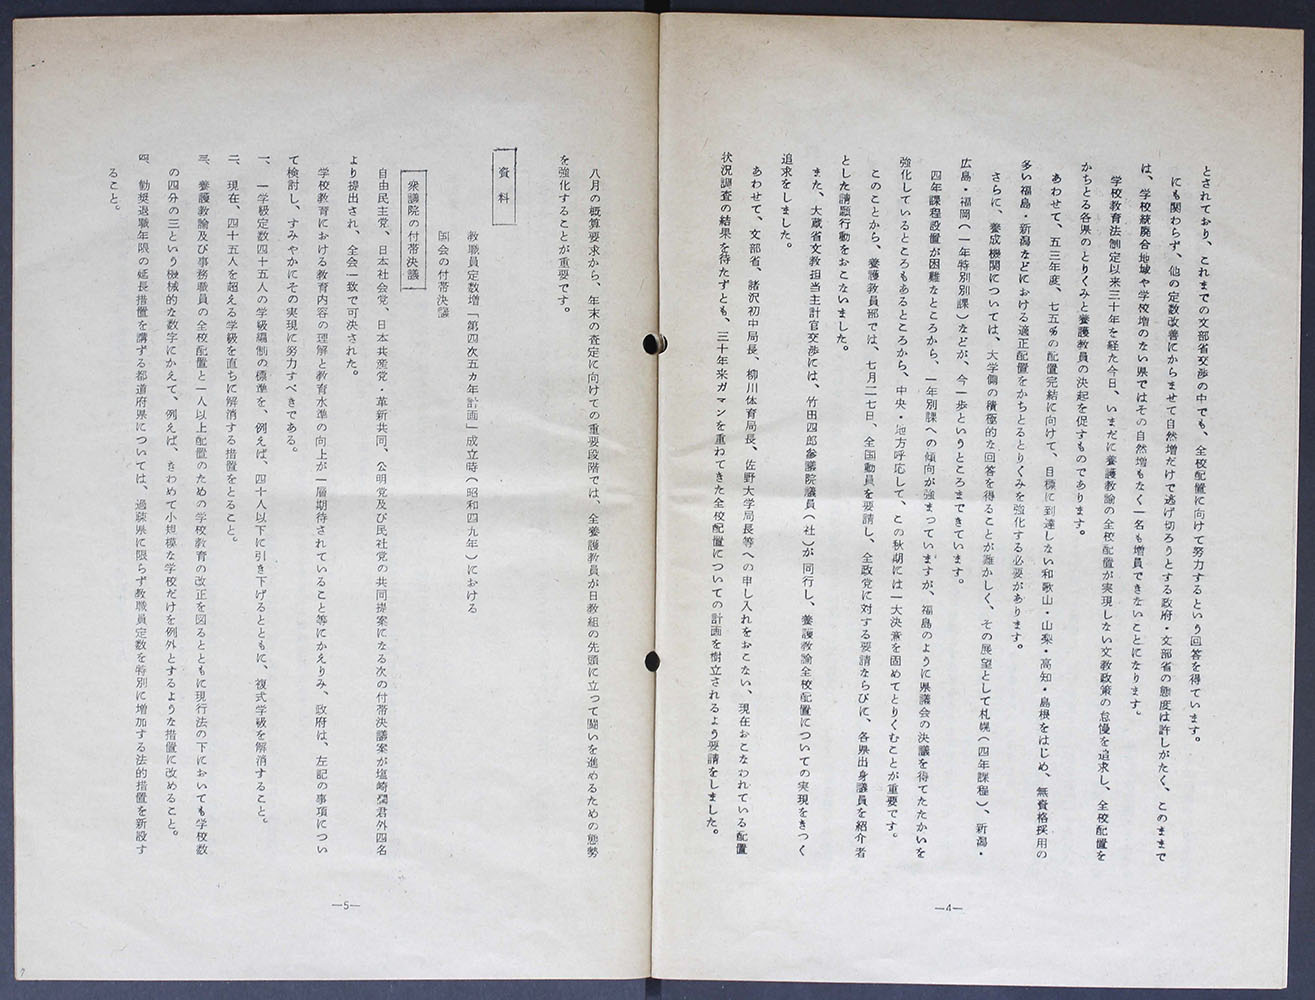 とされており、これまでの文部省交渉の中でも、全校配置に向けて努力するという回答を得ています。
にも関わらず、他の定数改善にからませて自然増だけで逃げ切ろうとする政府・文部省の態度は許しがたく、このままで
は、学校統廃合地域や学校増のない県ではその自然増もなく一名も増員できないことになります。
学校教育法制定以来三十年を経た今日、いまだに養護教諭の全校配置が実現しない文教政策の怠慢を追求し、全校配置を
かちとる各県のとりくみと養護教員の決起を促すものであります。
あわせて、五三年度、七五%の配置完結に向けて、目標に到達しない和歌山・山梨・高知・島根をはじめ、無資格採用の
多い福島・新潟などにおける適正配置をかちとるとりくみを強化する必要があります。
さらに、養成機関については、大学側の積極的な回答を得ることが難かしく、その展望として札幌(四年課程)、新潟・
広島・福岡(一年特別別課)などが、今一歩というところまできています。
四年課程設置が困難なところから、一年別課への傾向が強まっていますが、福島のように県議会の決議を得てたたかいを
強化しているところもあるところから、中央・地方呼応して、この秋期には一大決意を固めてとりくむことが重要です。
このことから、養護教員部では、七月二七日、全国動員を要請し、全政党に対する要請ならびに、各県出身議員を紹介者
とした請願行動をおこないました。
また、大蔵省文教担当主計官交渉には、竹田四郎参議院議員(社)が同行し、養護教諭全校配置についての実現をきつく
追求をしました。
あわせて、文部省、諸沢初中局長、柳川体育局長、佐野大学局長等への申し入れをおこない、現在おこなわれている配置
状況調査の結果を待たずとも、三十年来ガマンを重ねてきた全校配置についての計画を樹立されるよう要請をしました。
—4—
八月の概算要求から、年末の査定に向けての重要段階では、全養護教員が日教組の先頭に立って闘いを進めるための態勢
を強化することが重要です。
資料
教職員定数増「第四次五ヵ年計画」成立時(昭和四九年)における
国会の付帯決議
衆議院の付帯決議
自由民主党、日本社会党、日本共産党・革新共同、公明党及び民社党の共同提案になる次の付帯決議案が塩崎潤君外四名
より提出され、全会一致で可決された。
学校教育における教育内容の理解と教育水準の向上が一層期待されていること等にかえりみ、政府は、左記の事項につい
て検討し、すみやかにその実現に努力すべきである。
一、一学級定数四十五人の学級編制の標準を、例えば、四十人以下に引き下げるとともに、複式学級を解消すること。
二、現在、四十五人を超える学級を直ちに解消する措置をとること。
三、養護教諭及び事務職員の全校配置と一人以上配置のための学校教育の改正を図るとともに現行法の下においても学校数
の四分の三という機械的な数字にかえて、例えば、きわめて小規模な学校だけを例外とするような措置に改めること。
四、勧奨退職年限の延長措置を講ずる都道府県については、過疎県に限らず教職員定数を特別に増加する法的措置を新設す
ること。
—5—